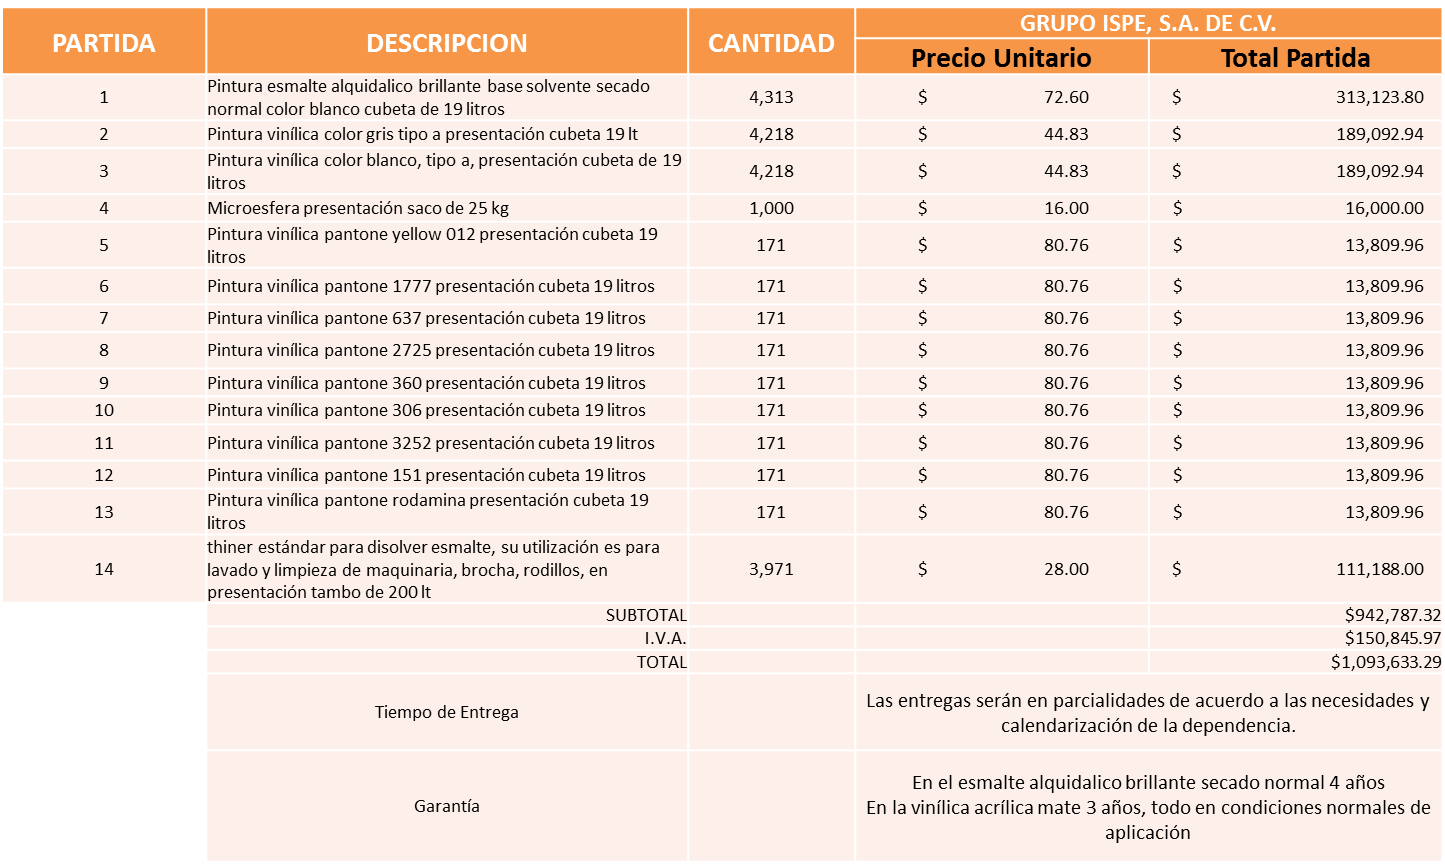 PARTIDA DESCRIPCION CANTIDAD GRUPO ISPE, S.A. DE C.V.
Precio Unitario Total Partida
1 Pintura esmalte alquidalico brillante base solvente secado
normal color blanco cubeta de 19 litros 4,313 $ 72.60 $ 313,123.80
2 Pintura vinílica color gris tipo a presentación cubeta 19 lt 4,218 $ 44.83 $ 189,092.94
3 Pintura vinílica color blanco, tipo a, presentación cubeta de 19
litros 4,218 $ 44.83 $ 189,092.94
4 Microesfera presentación saco de 25 kg 1,000 $ 16.00 $ 16,000.00
5 Pintura vinílica pantone yellow 012 presentación cubeta 19
litros 171 $ 80.76 $ 13,809.96
6 Pintura vinílica pantone 1777 presentación cubeta 19 litros 171 $ 80.76 $ 13,809.96
7 Pintura vinílica pantone 637 presentación cubeta 19 litros 171 $ 80.76 $ 13,809.96
8 Pintura vinílica pantone 2725 presentación cubeta 19 litros 171 $ 80.76 $ 13,809.96
9 Pintura vinílica pantone 360 presentación cubeta 19 litros 171 $ 80.76 $ 13,809.96
10 Pintura vinílica pantone 306 presentación cubeta 19 litros 171 $ 80.76 $ 13,809.96
11 Pintura vinílica pantone 3252 presentación cubeta 19 litros 171 $ 80.76 $ 13,809.96
12 Pintura vinílica pantone 151 presentación cubeta 19 litros 171 $ 80.76 $ 13,809.96
13 Pintura vinílica pantone rodamina presentación cubeta 19
litros 171 $ 80.76 $ 13,809.96
14 thiner estándar para disolver esmalte, su utilización es para
lavado y limpieza de maquinaria, brocha, rodillos, en
presentación tambo de 200 lt 3,971 $ 28.00 $ 111,188.00
SUBTOTAL $942,787.32
I.V.A. $150,845.97
TOTAL $1,093,633.29
Tiempo de Entrega Las entregas serán en parcialidades de acuerdo a las necesidades y
calendarización de la dependencia.
Garantía En el esmalte alquidalico brillante secado normal 4 años
En la vinílica acrílica mate 3 años, todo en condiciones normales de
aplicación